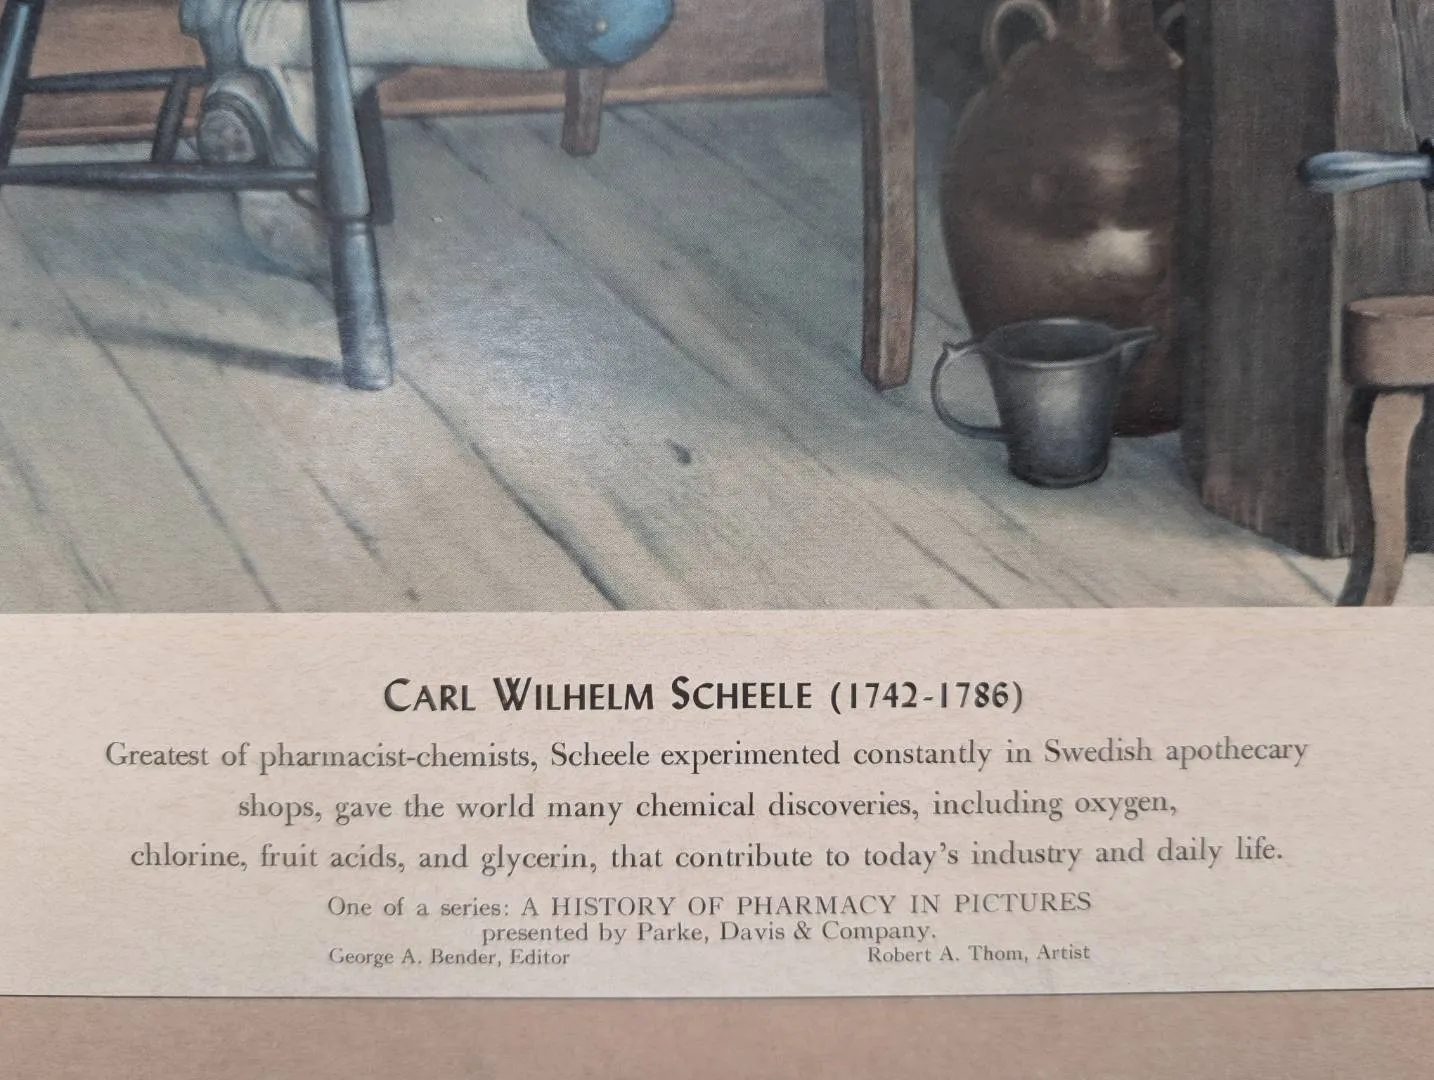 CARL WILHELM SCHEELE (1742-1786)
Greatest of pharmacist-chemists, Scheele experimented constantly in Swedish apothecary
shops, gave the world many chemical discoveries, including oxygen,
chlorine, fruit acids, and glycerin, that contribute to today's industry and daily life.
One of a series: A HISTORY OF PHARMACY IN PICTURES
presented by Parke, Davis & Company.
George A. Bender, Editor
Robert A. Thom, Artist